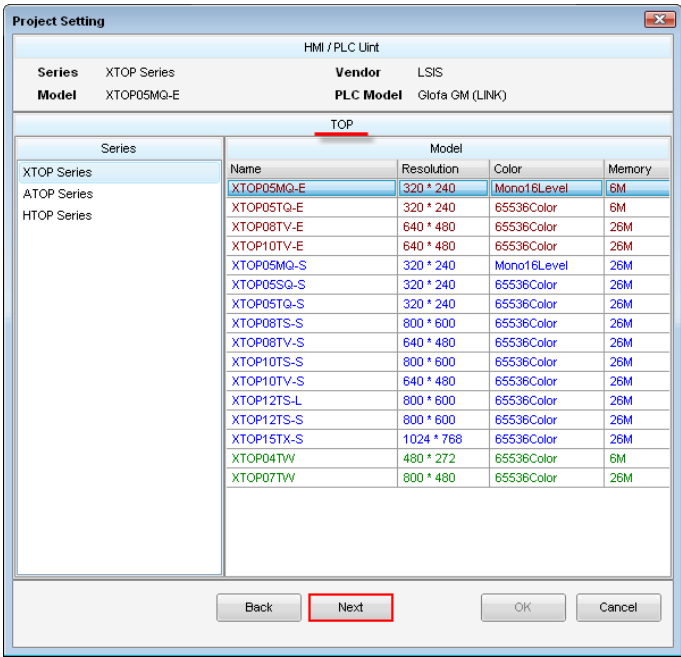 Project Setting
HMI / PLC Uint
Series XTOP Series Vendor LSIS
Model XTOP05MQ-E PLC Model Glofa GM (LINK)
TOP
Series
XTOP Series
ATOP Series
HTOP Series
Model
Name Resolution Color Memory
XTOP05MQ-E 320 * 240 Mono16Level 6M
XTOP05TQ-E 320 * 240 65536Color 6M
XTOP08TV-E 640 * 480 65536Color 26M
XTOP10TV-E 640 * 480 65536Color 26M
XTOP05MQ-S 320 * 240 Mono16Level 26M
XTOP05SQ-S 320 * 240 65536Color 26M
XTOP05TQ-S 320 * 240 65536Color 26M
XTOP08TS-S 800 * 600 65536Color 26M
XTOP08TV-S 640 * 480 65536Color 26M
XTOP10TS-S 800 * 600 65536Color 26M
XTOP10TV-S 640 * 480 65536Color 26M
XTOP12TS-L 800 * 600 65536Color 26M
XTOP12TS-S 800 * 600 65536Color 26M
XTOP15TX-S 1024 * 768 65536Color 26M
XTOP04TW 480 * 272 65536Color 6M
XTOP07TW 800 * 480 65536Color 26M
Back Next OK Cancel